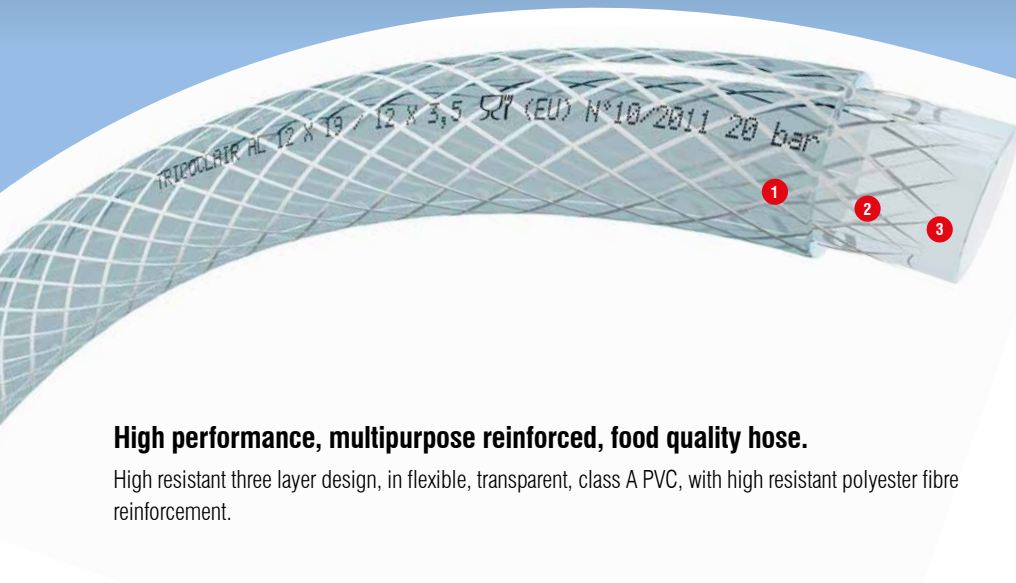 TRICOCLAIR AL 12 X 19 / 12 X 3,5 (EU) N°10/2011 20 bar
1
2
3
High performance, multipurpose reinforced, food quality hose.
High resistant three layer design, in flexible, transparent, class A PVC, with high resistant polyester fibre
reinforcement.